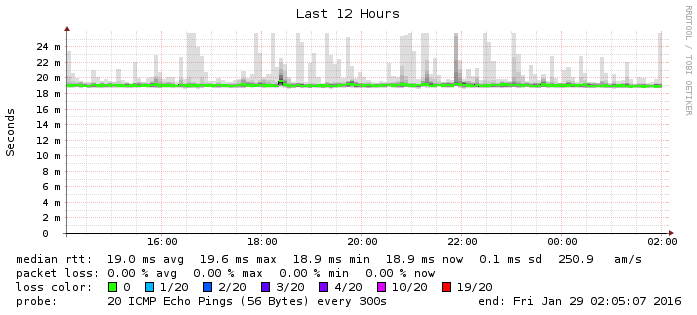 Last 12 Hours
RRDTOOL / TOBI OETIKER
Seconds
24 m
22 m
20 m
18 m
16 m
14 m
12 m
10 m
8 m
6 m
4 m
2 m
0
16:00 18:00 20:00 22:00 00:00 02:00
median rtt: 19.0 ms avg 19.6 ms max 18.9 ms min 18.9 ms now 0.1 ms sd 250.9 am/s
packet loss: 0.00 % avg 0.00 % max 0.00 % min 0.00 % now
loss color: 0 1/20 2/20 3/20 4/20 10/20 19/20
probe: 20 ICMP Echo Pings (56 Bytes) every 300s end: Fri Jan 29 02:05:07 2016